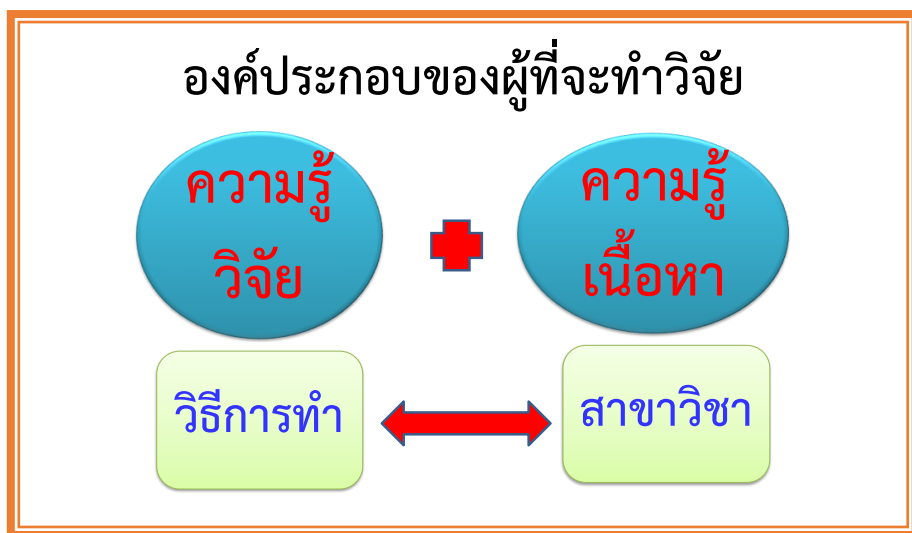 องค์ประกอบของผู้ที่จะทำวิจัย
ความรู้
วิจัย
ความรู้
เนื้อหา
วิธีการทำ
สาขาวิชา